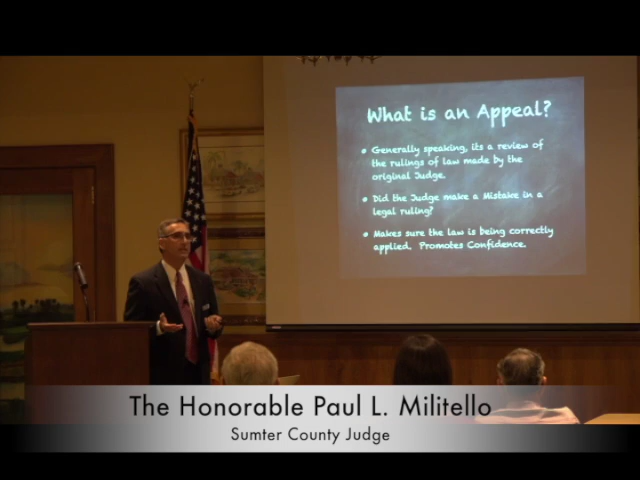 What is an Appeal?
• Generally speaking, its a review of
the rulings of law made by the
original Judge.
• Did the Judge make a Mistake in a
legal ruling?
• Makes sure the law is being correctly
applied. Promotes Confidence.
The Honorable Paul L. Militello
Sumter County Judge